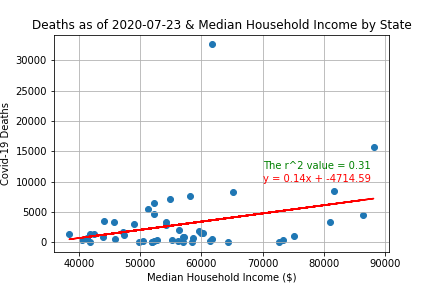 Deaths as of 2020-07-23 & Median Household Income by State
30000
25000
20000
15000
10000
5000
0
Covid-19 Deaths
The r^2 value = 0.31
y = 0.14x + -4714.59
40000 50000 60000 70000 80000 90000
Median Household Income ($)